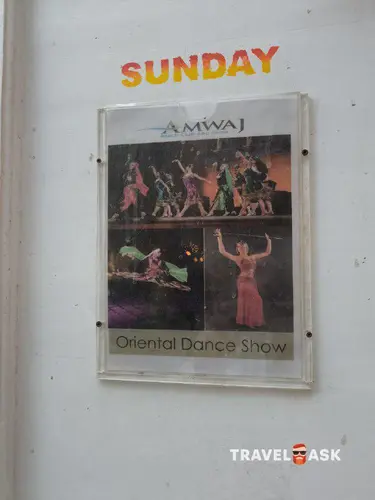 SUNDAY
AMWAJ
Oriental Dance Show
TRAVEL ASK